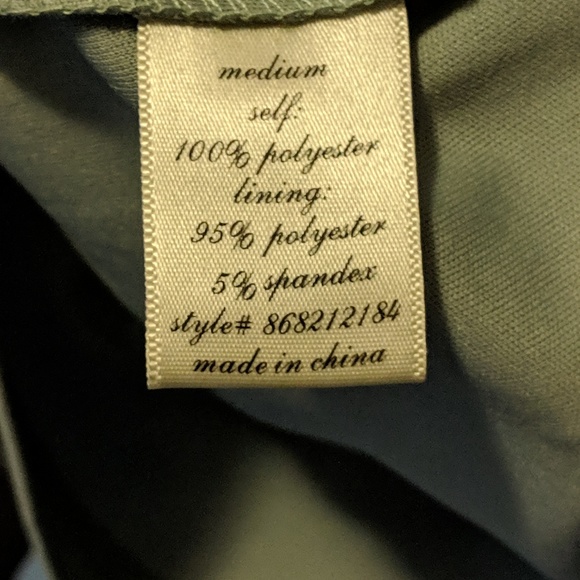 medium
self:
100% polyester
lining:
95% polyester
5% spandex
style# 868212184
made in china